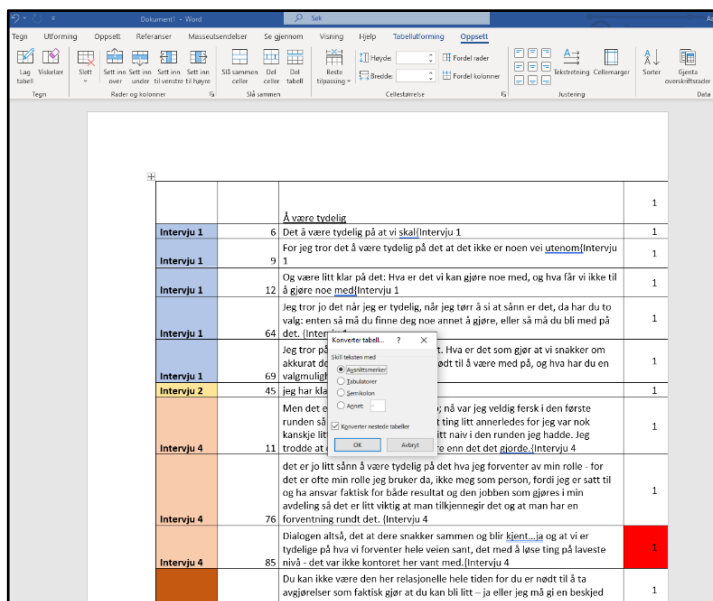 Dokument1 - Word
Søk
Tegn Utforming Oppsett Referanser Masseutsendelser Se gjennom Visning Hjelp Tabellutforming Oppsett
Lag tabell
Viskelær
Slett
Sett inn over
Sett inn under
Sett inn til venstre
Sett inn til høyre
Slå sammen celler
Del celler
Del tabell
Beste tilpassing
Høyde:
Bredde:
Fordel rader
Fordel kolonner
Tekstretning
Cellemarger
Sorter
Gjenta overskriftsrader
Tegn
Rader og kolonner
Slå sammen
Cellestørrelse
Justering
Data
Å være tydelig 1
Intervju 1 6 Det å være tydelig på at vi skal{Intervju 1 1
For jeg tror det å være tydelig på det at det ikke er noen vei utenom{Intervju
Intervju 1 9 1 1
Og være litt klar på det: Hva er det vi kan gjøre noe med, og hva får vi ikke til
Intervju 1 12 å gjøre noe med{Intervju 1 1
Jeg tror jo det når jeg er tydelig, når jeg tørr å si at sånn er det, da har du to
valg: enten så må du finne deg noe annet å gjøre, eller så må du bli med på 1
Intervju 1 64 det.
Jeg tror på t. Hva er det som gjør at vi snakker om
akkurat de ødt til å være med på, og hva har du en 1
Intervju 1 69 valgmuligh
Intervju 2 45 jeg har kla 1
Men det e o; nå var jeg veldig fersk i den første
runden så t ting litt annerledes for jeg var nok
kanskje lit itt naiv i den runden jeg hadde. Jeg 1
Intervju 4 11 trodde at re enn det det gjorde.{Intervju 4
det er jo litt sånn å være tydelig på det hva jeg forventer av min rolle - for
det er ofte min rolle jeg bruker da, ikke meg som person, fordi jeg er satt til
og ha ansvar faktisk for både resultat og den jobben som gjøres i min 1
avdeling så det er litt viktig at man tilkjennegir det og at man har en
Intervju 4 76 forventning rundt det. {Intervju 4
Dialogen altså, det at dere snakker sammen og blir kjent...ja og at vi er
tydelige på hva vi forventer hele veien sant, det med å løse ting på laveste 1
Intervju 4 85 nivå - det var ikke kontoret her vant med.{Intervju 4
Du kan ikke være den her relasjonelle hele tiden for du er nødt til å ta
avgjørelser som faktisk gjør at du kan bli litt – ja eller jeg må gi en beskjed 1
Konverter tabell... ? X
Skill teksten med
Avsnittsmerker
Tabulatorer
Semikolon
Annet: -
Konverter nestede tabeller
OK Avbryt